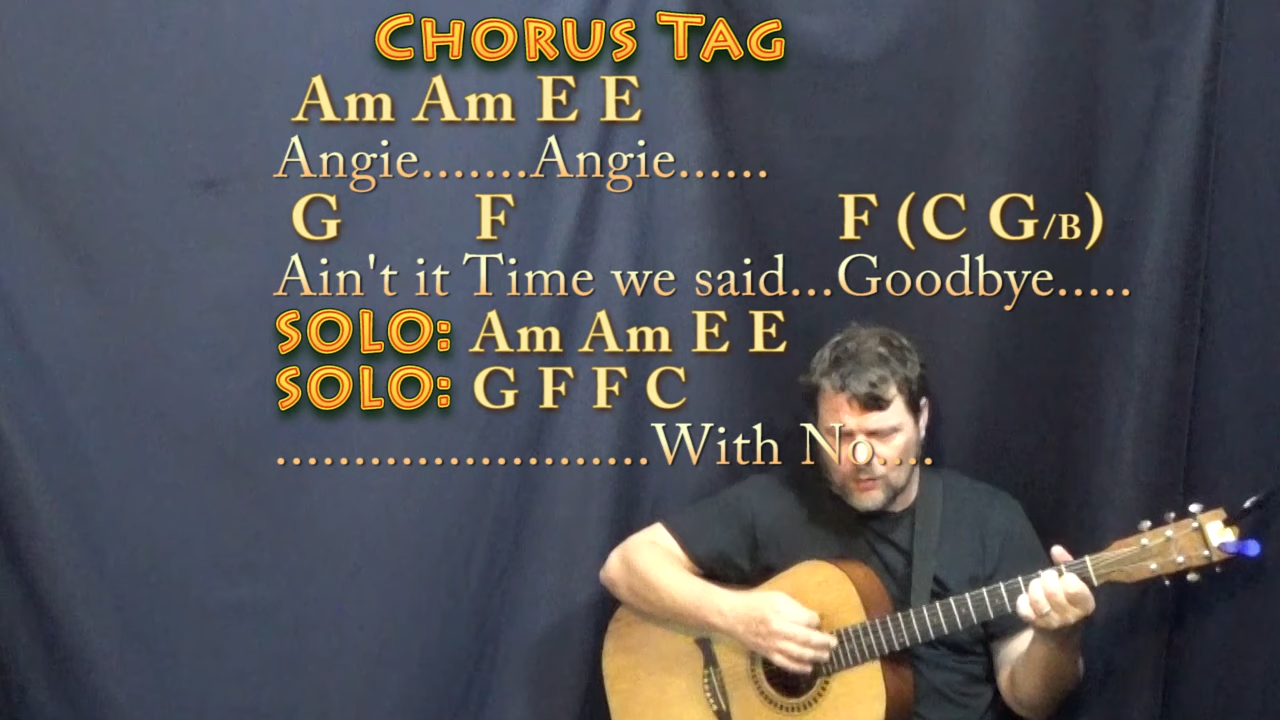 CHORUS TAG
Am Am E E
Angie.......Angie......
G F F (C G/B)
Ain't it Time we said...Goodbye.....
SOLO: Am Am E E
SOLO: G F F C
........................With No....